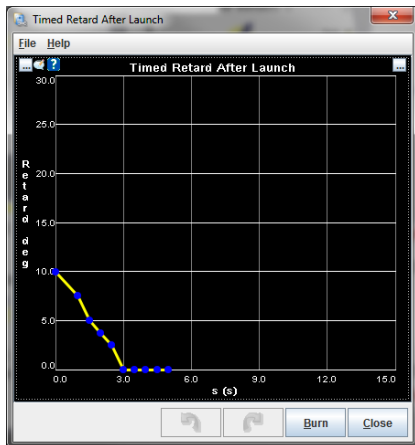 Timed Retard After Launch
File Help
... ? Timed Retard After Launch ...
30.0
25.0
20.0
15.0
10.0
5.0
0.0
Retard deg
0.0 3.0 6.0 9.0 12.0 15.0
s (s)
Burn Close